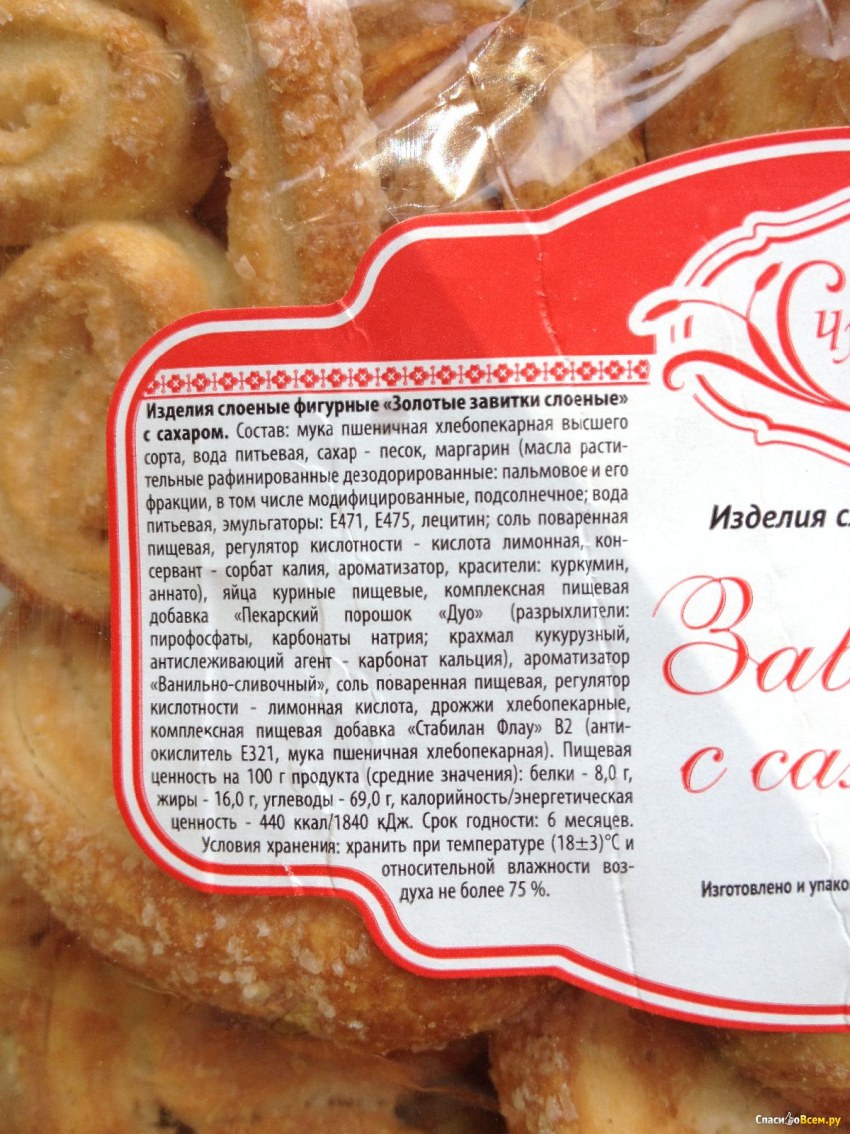 Изделия слоеные фигурные «Золотые завитки слоеные»
с сахаром. Состав: мука пшеничная хлебопекарная высшего
сорта, вода питьевая, сахар - песок, маргарин (масла расти-
тельные рафинированные дезодорированные: пальмовое и его
фракции, в том числе модифицированные, подсолнечное; вода
питьевая, эмульгаторы: Е471, Е475, лецитин; соль поваренная
пищевая, регулятор кислотности - кислота лимонная, кон-
сервант - сорбат калия, ароматизатор, красители: куркумин,
аннато), яйца куриные пищевые, комплексная пищевая
добавка «Пекарский порошок «Дуо» (разрыхлители:
пирофосфаты, карбонаты натрия; крахмал кукурузный,
антислеживающий агент - карбонат кальция), ароматизатор
«Ванильно-сливочный», соль поваренная пищевая, регулятор
кислотности - лимонная кислота, дрожжи хлебопекарные,
комплексная пищевая добавка «Стабилан Флау» В2 (анти-
окислитель Е321, мука пшеничная хлебопекарная). Пищевая
ценность на 100 г продукта (средние значения): белки - 8,0 г,
жиры - 16,0 г, углеводы - 69,0 г, калорийность/энергетическая
ценность - 440 ккал/1840 кДж. Срок годности: 6 месяцев.
Условия хранения: хранить при температуре (18±3)°С и
относительной влажности воз-
духа не более 75 %.
Изделия с
Зав
с сах
Изготовлено и упако
СпасибоВсем.ру